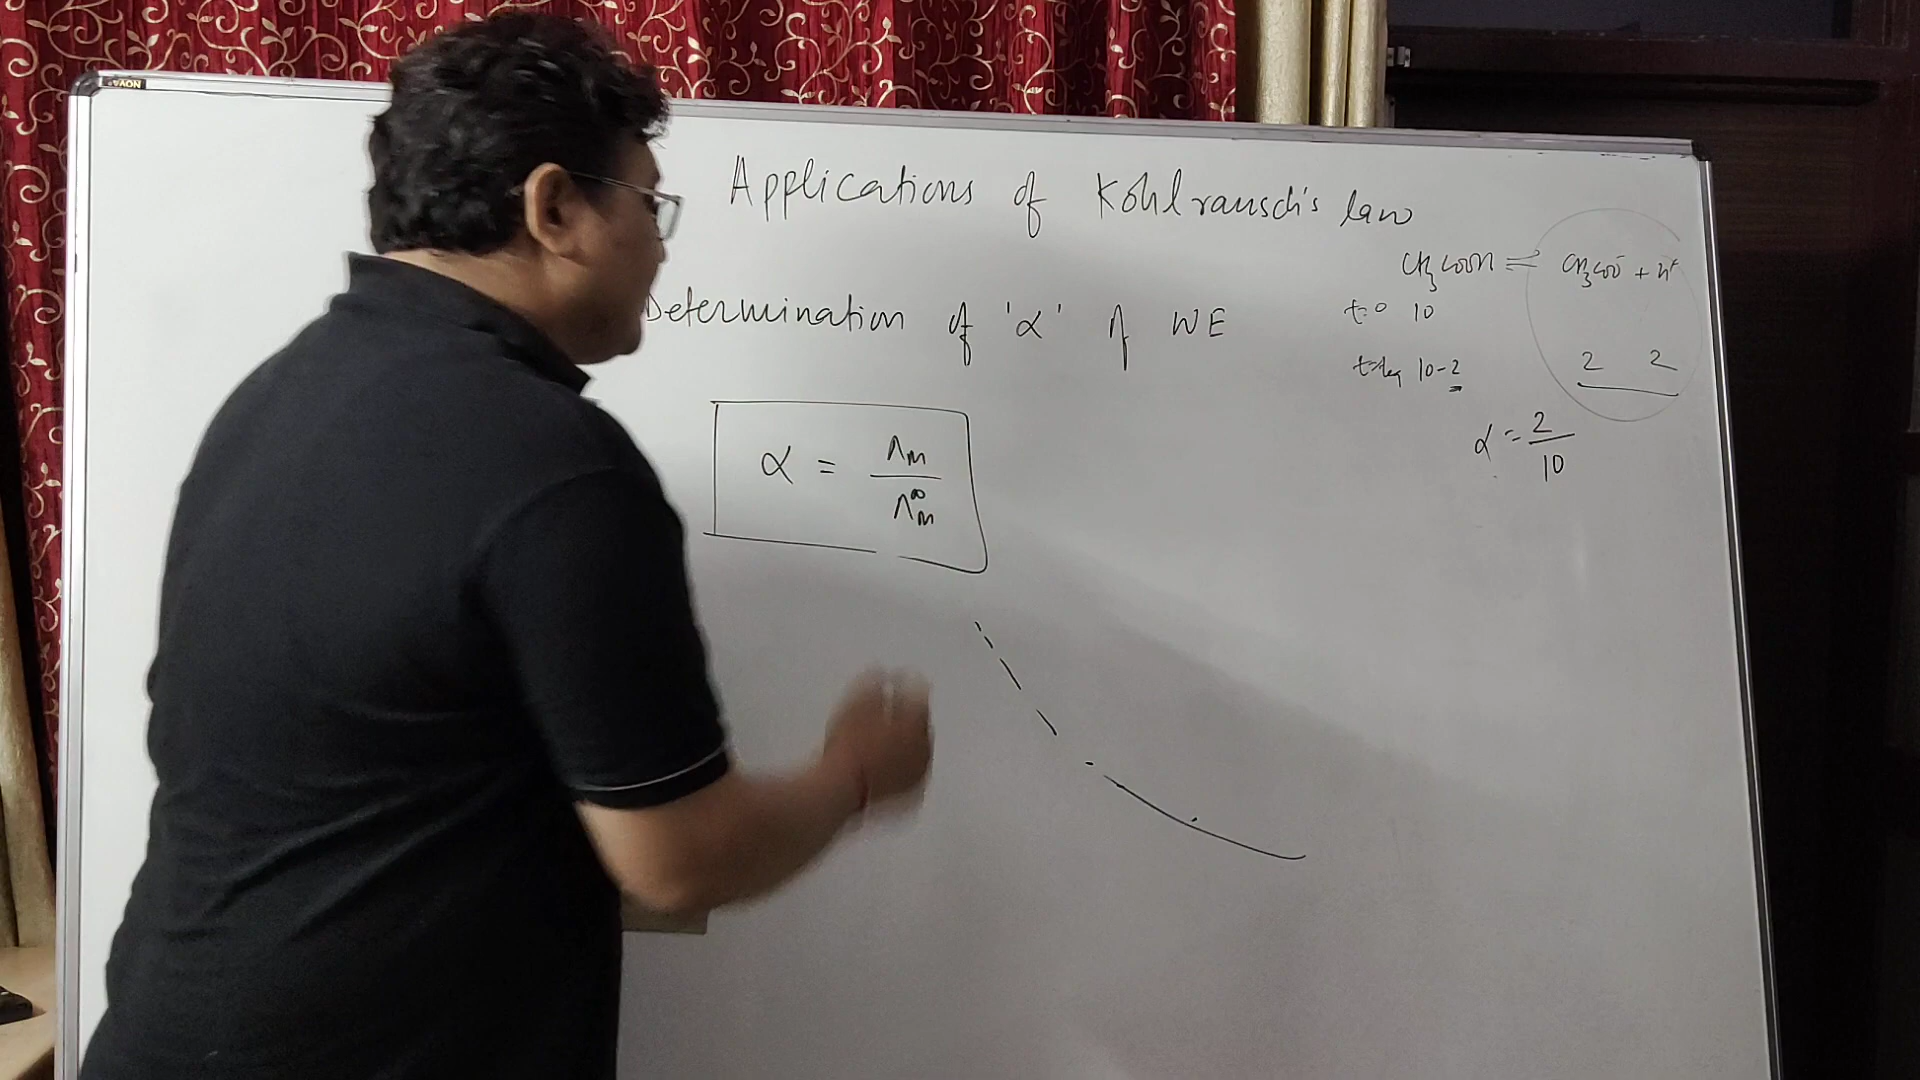 NOVA
Applications of Kohlrausch's law
Determination of 'α' of WE
α = Λm / Λ∞m
CH3COOH ⇌ CH3COO- + H+
t=0 10
t=teq 10-2 2 2
α = 2/10